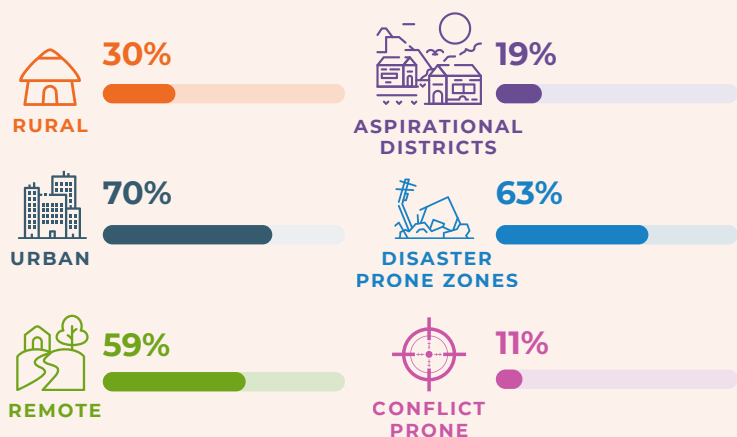 30%
RURAL
19%
ASPIRATIONAL
DISTRICTS
70%
URBAN
63%
DISASTER
PRONE ZONES
59%
REMOTE
11%
CONFLICT
PRONE